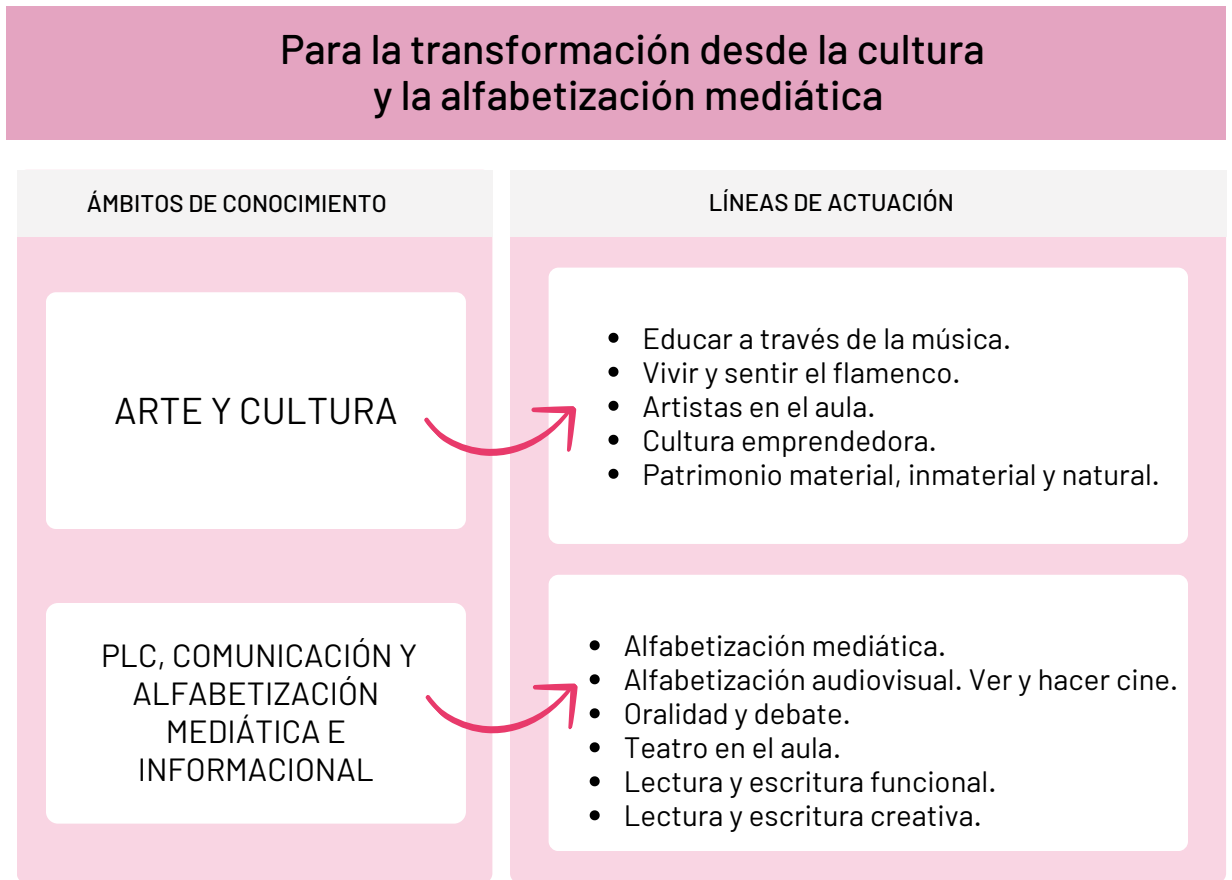 Para la transformación desde la cultura
y la alfabetización mediática
ÁMBITOS DE CONOCIMIENTO
LÍNEAS DE ACTUACIÓN
ARTE Y CULTURA
• Educar a través de la música.
• Vivir y sentir el flamenco.
• Artistas en el aula.
• Cultura emprendedora.
• Patrimonio material, inmaterial y natural.
PLC, COMUNICACIÓN Y
ALFABETIZACIÓN
MEDIÁTICA E
INFORMACIONAL
• Alfabetización mediática.
• Alfabetización audiovisual. Ver y hacer cine.
• Oralidad y debate.
• Teatro en el aula.
• Lectura y escritura funcional.
• Lectura y escritura creativa.